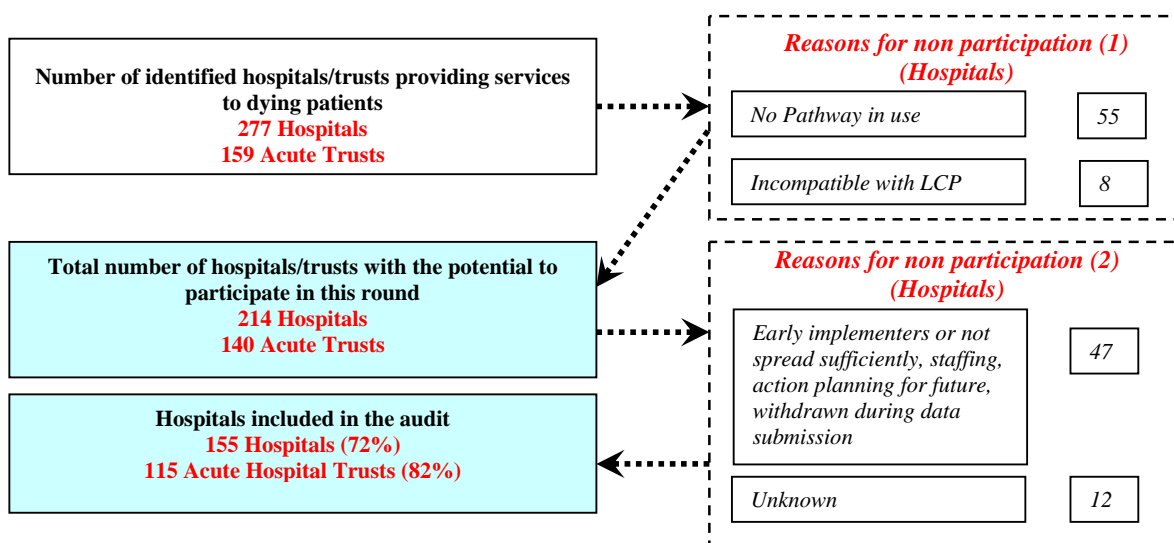 Number of identified hospitals/trusts providing services
to dying patients
277 Hospitals
159 Acute Trusts
Reasons for non participation (1)
(Hospitals)
No Pathway in use
55
Incompatible with LCP
8
Total number of hospitals/trusts with the potential to
participate in this round
214 Hospitals
140 Acute Trusts
Reasons for non participation (2)
(Hospitals)
Early implementers or not
spread sufficiently, staffing,
action planning for future,
withdrawn during data
submission
47
Unknown
12
Hospitals included in the audit
155 Hospitals (72%)
115 Acute Hospital Trusts (82%)